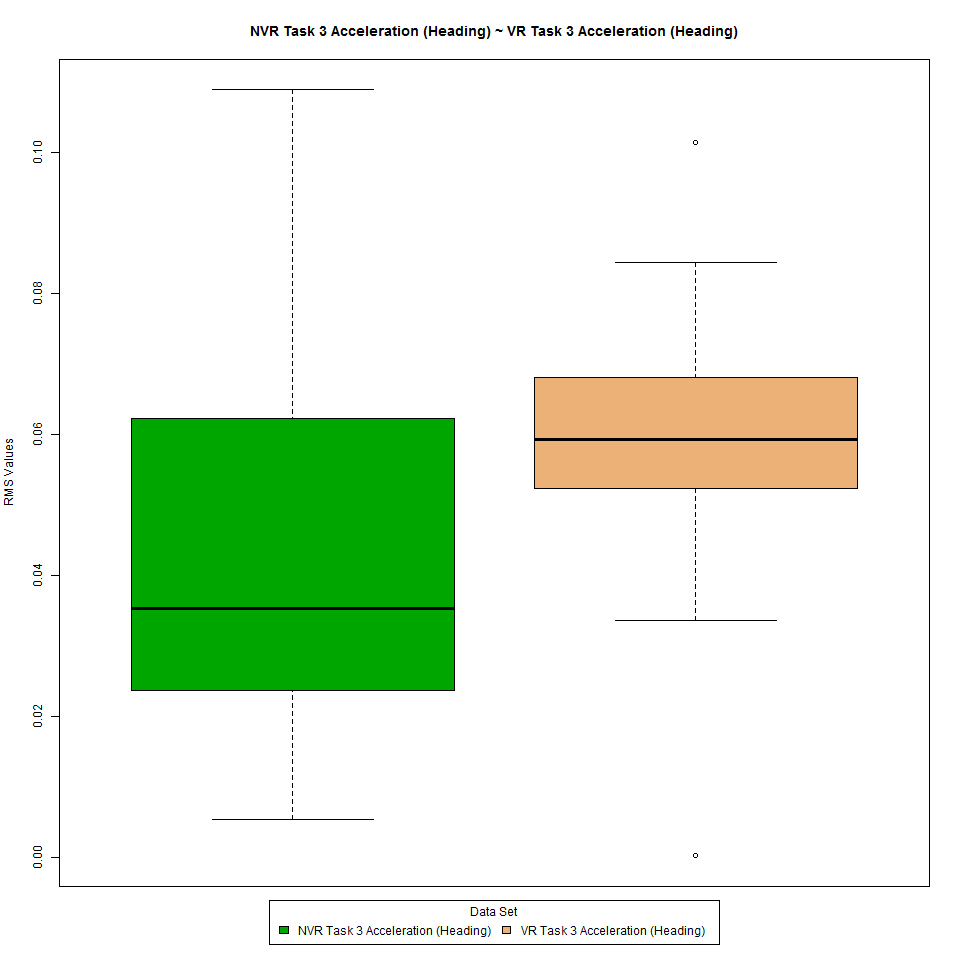 NVR Task 3 Acceleration (Heading) ~ VR Task 3 Acceleration (Heading)
RMS Values
0.10
0.08
0.06
0.04
0.02
0.00
Data Set
NVR Task 3 Acceleration (Heading) VR Task 3 Acceleration (Heading)